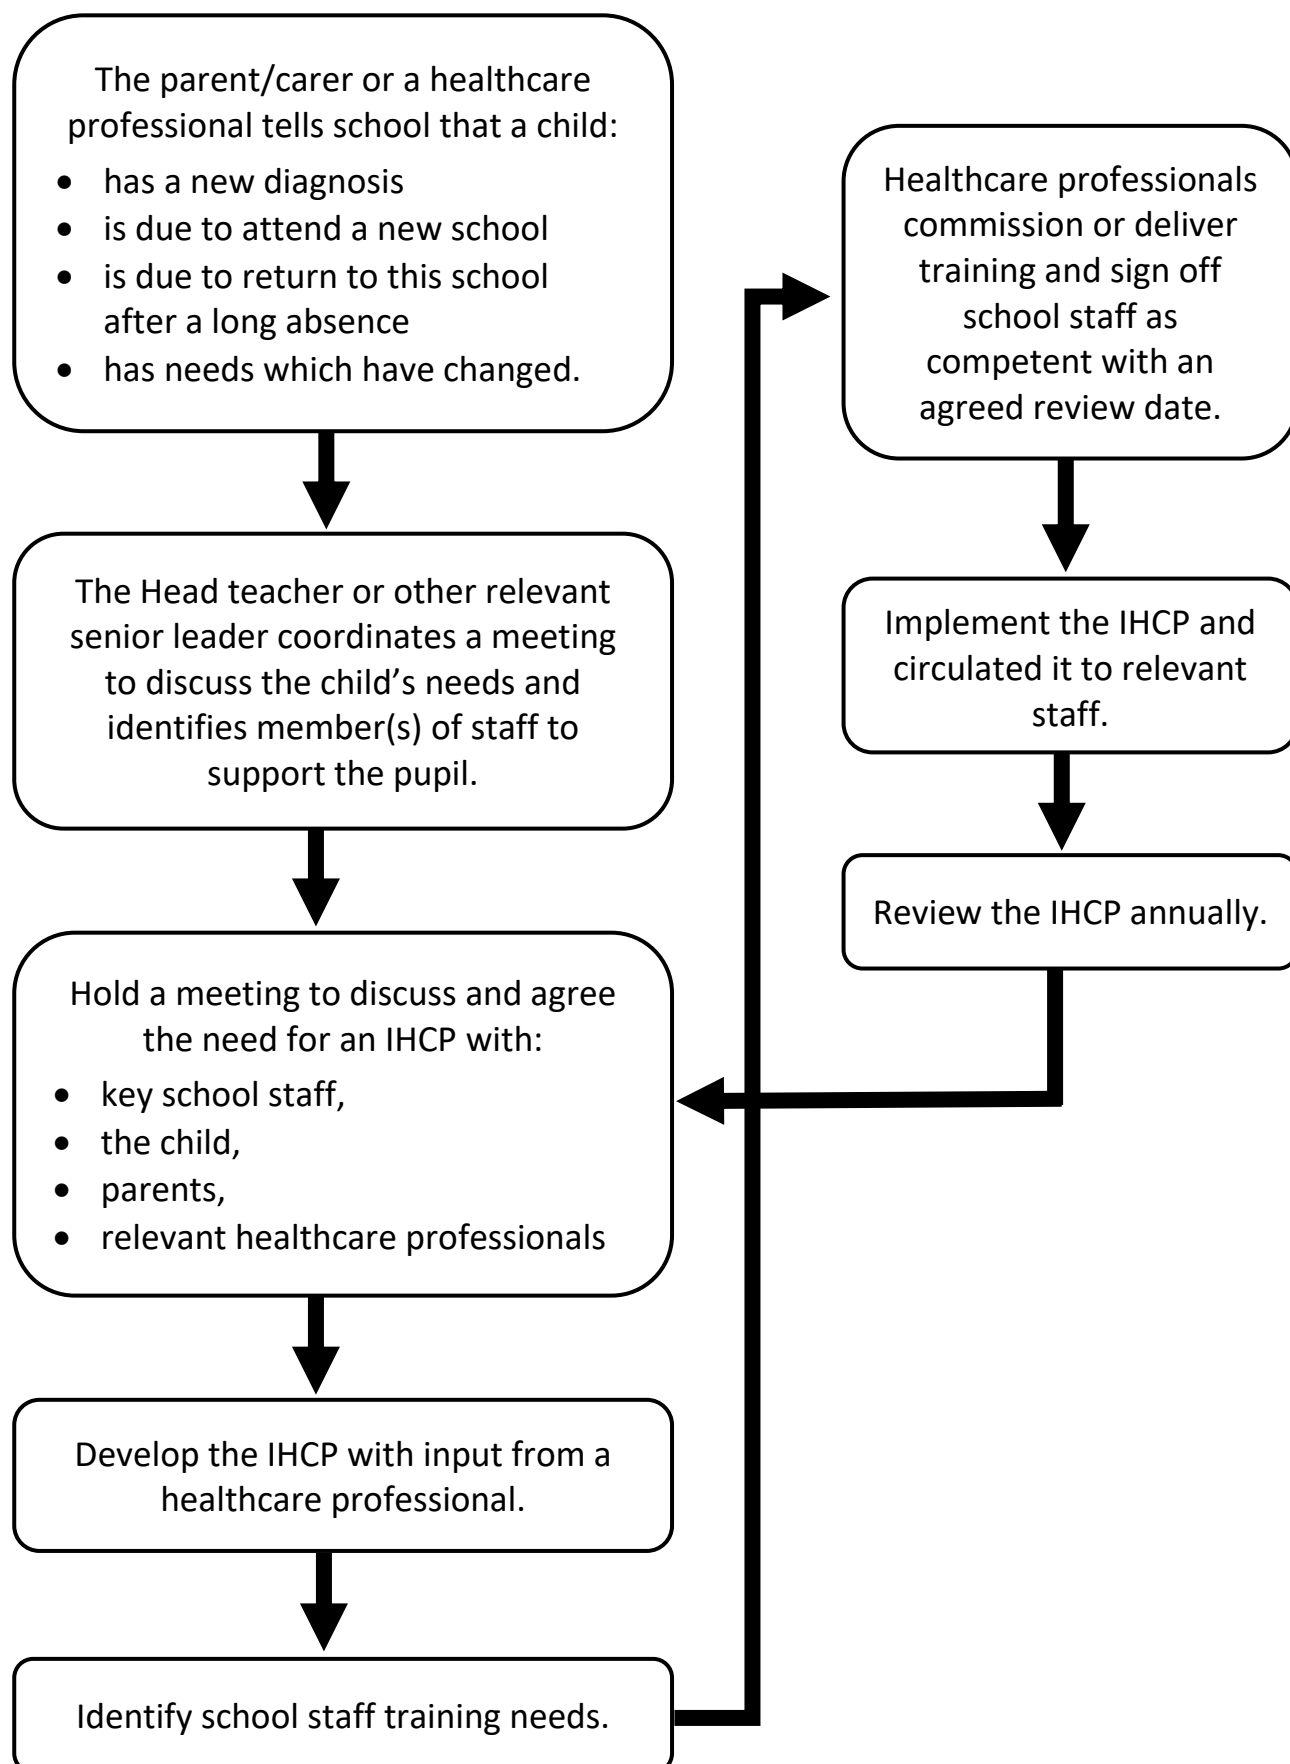 The parent/carer or a healthcare
professional tells school that a child:
• has a new diagnosis
• is due to attend a new school
• is due to return to this school
after a long absence
• has needs which have changed.
The Head teacher or other relevant
senior leader coordinates a meeting
to discuss the child’s needs and
identifies member(s) of staff to
support the pupil.
Hold a meeting to discuss and agree
the need for an IHCP with:
• key school staff,
• the child,
• parents,
• relevant healthcare professionals
Develop the IHCP with input from a
healthcare professional.
Identify school staff training needs.
Healthcare professionals
commission or deliver
training and sign off
school staff as
competent with an
agreed review date.
Implement the IHCP and
circulated it to relevant
staff.
Review the IHCP annually.